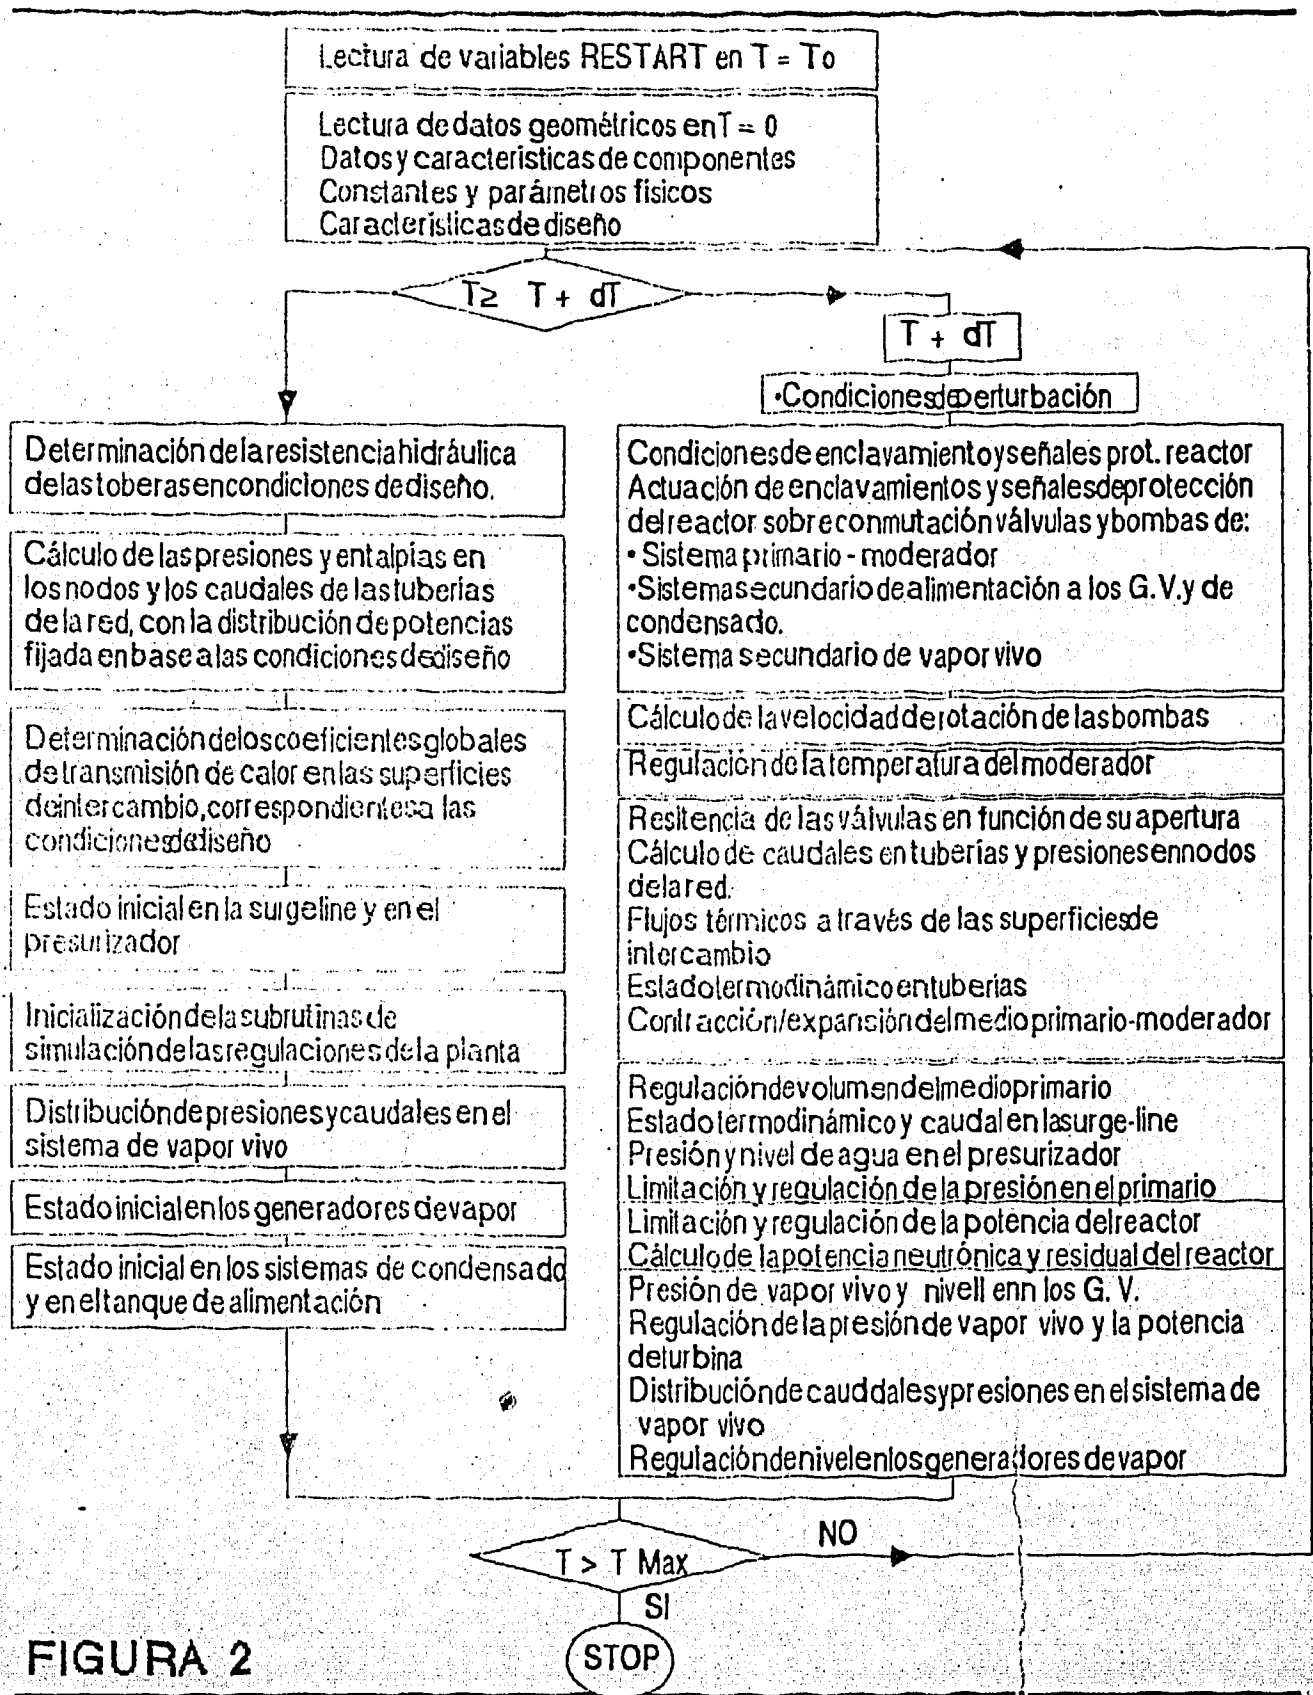 Lectura de variables RESTART en T = To
Lectura de datos geométricos en T = 0
Datos y características de componentes
Constantes y parámetros físicos
Características de diseño
T ≥ T + dT
T + dT
•Condiciones de perturbación
Determinación de la resistencia hidráulica
de las toberas en condiciones de diseño.
Cálculo de las presiones y entalpías en
los nodos y los caudales de las tuberías
de la red, con la distribución de potencias
fijada en base a las condiciones de diseño
Determinación de los coeficientes globales
de transmisión de calor en las superficies
de intercambio, correspondientes a las
condiciones de diseño
Estado inicial en la surgeline y en el
presurizador
Inicialización de la subrutinas de
simulación de las regulaciones de la planta
Distribución de presiones y caudales en el
sistema de vapor vivo
Estado inicial en los generadores de vapor
Estado inicial en los sistemas de condensado
y en el tanque de alimentación
Condiciones de enclavamiento y señales prot. reactor
Actuación de enclavamientos y señales de protección
del reactor sobre conmutación válvulas y bombas de:
• Sistema primario - moderador
•Sistema secundario de alimentación a los G.V. y de
condensado.
•Sistema secundario de vapor vivo
Cálculo de la velocidad de rotación de las bombas
Regulación de la temperatura del moderador
Resitencia de las válvulas en función de su apertura
Cálculo de caudales en tuberías y presiones en nodos
de la red.
Flujos térmicos a través de las superficies de
intercambio
Estado termodinámico en tuberías
Contracción/expansión del medio primario-moderador
Regulación de volumen del medio primario
Estado termodinámico y caudal en la surge-line
Presión y nivel de agua en el presurizador
Limitación y regulación de la presión en el primario
Limitación y regulación de la potencia del reactor
Cálculo de la potencia neutrónica y residual del reactor
Presión de vapor vivo y nivell enn los G. V.
Regulación de la presión de vapor vivo y la potencia
de turbina
Distribución de cauddales y presiones en el sistema de
vapor vivo
Regulación de nivel en los generadores de vapor
T > T Max
NO
SI
STOP
FIGURA 2